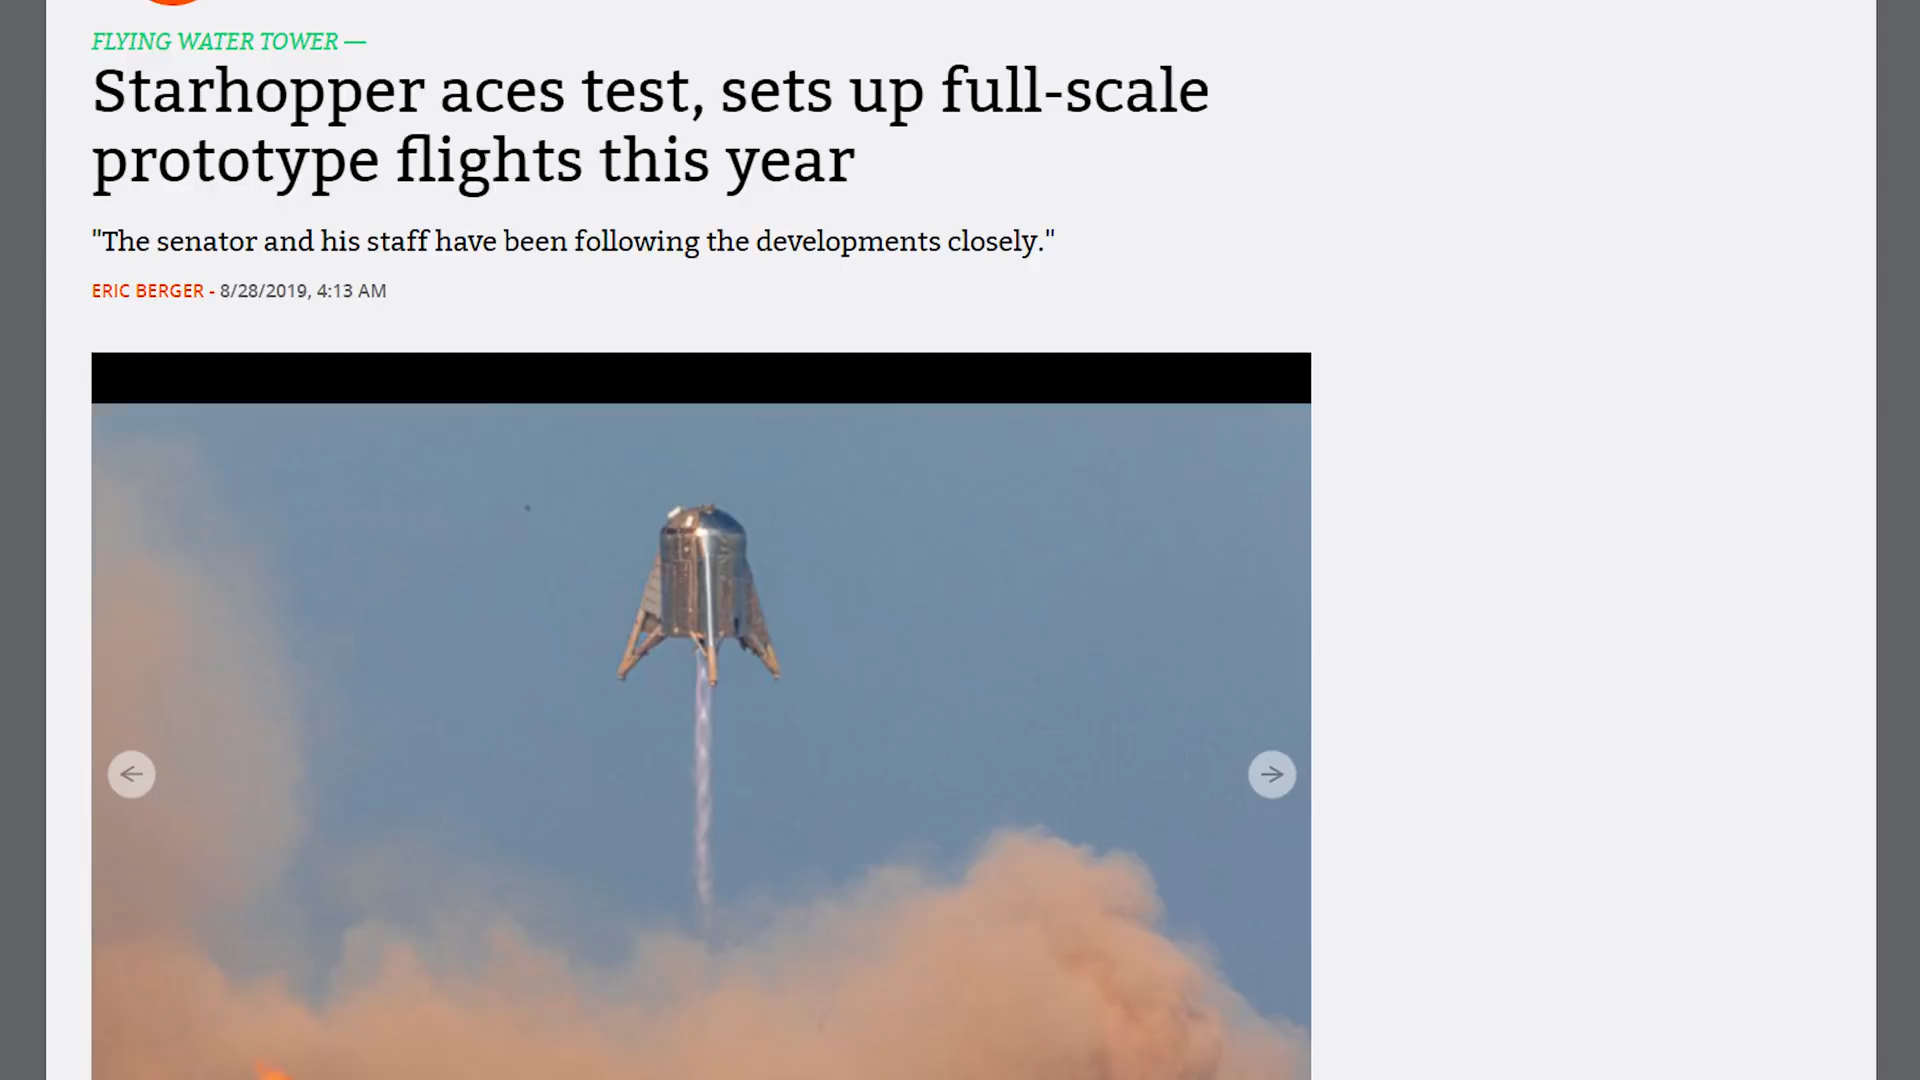 FLYING WATER TOWER —
Starhopper aces test, sets up full-scale
prototype flights this year
"The senator and his staff have been following the developments closely."
ERIC BERGER - 8/28/2019, 4:13 AM